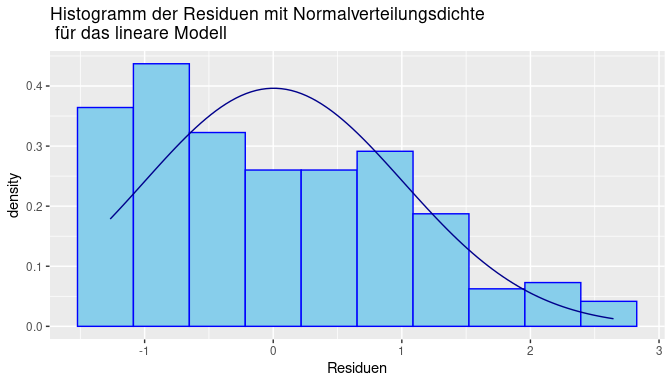 Histogramm der Residuen mit Normalverteilungsdichte
für das lineare Modell
density
0.4
0.3
0.2
0.1
0.0
-1
0
1
2
3
Residuen